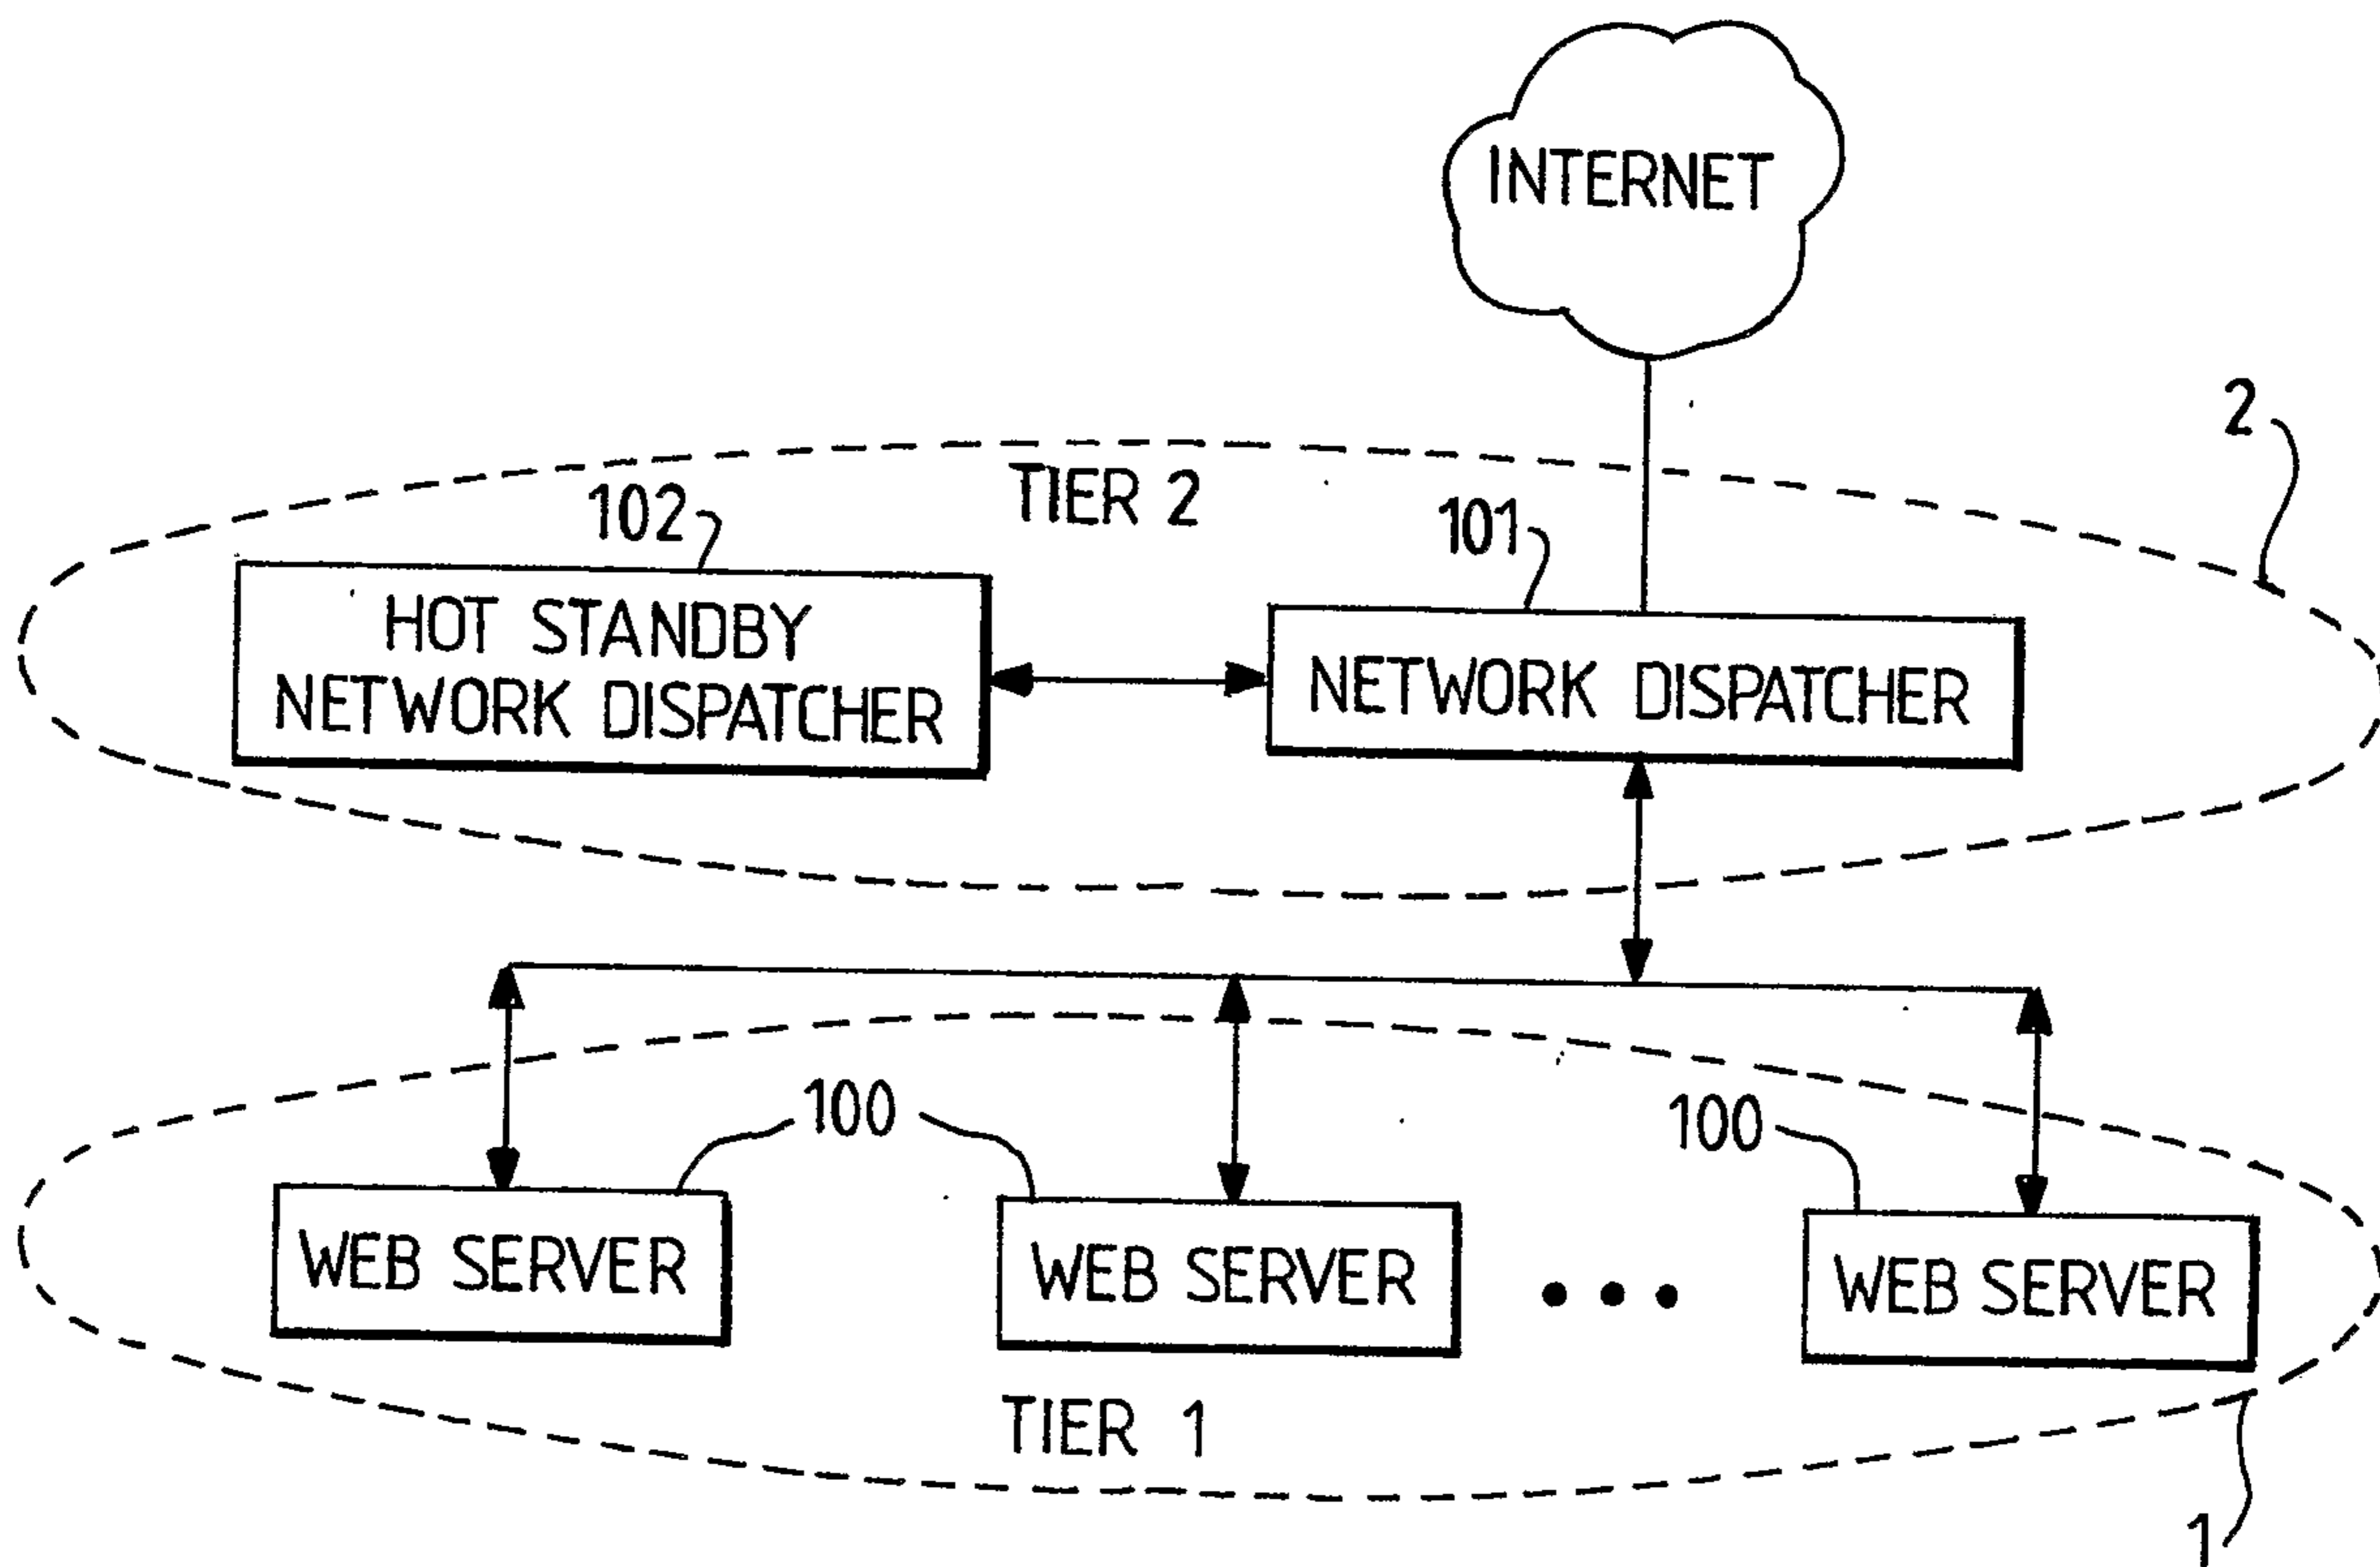 INTERNET
2
TIER 2
102
101
HOT STANDBY
NETWORK DISPATCHER
NETWORK DISPATCHER
100
100
WEB SERVER
WEB SERVER
WEB SERVER
TIER 1
1